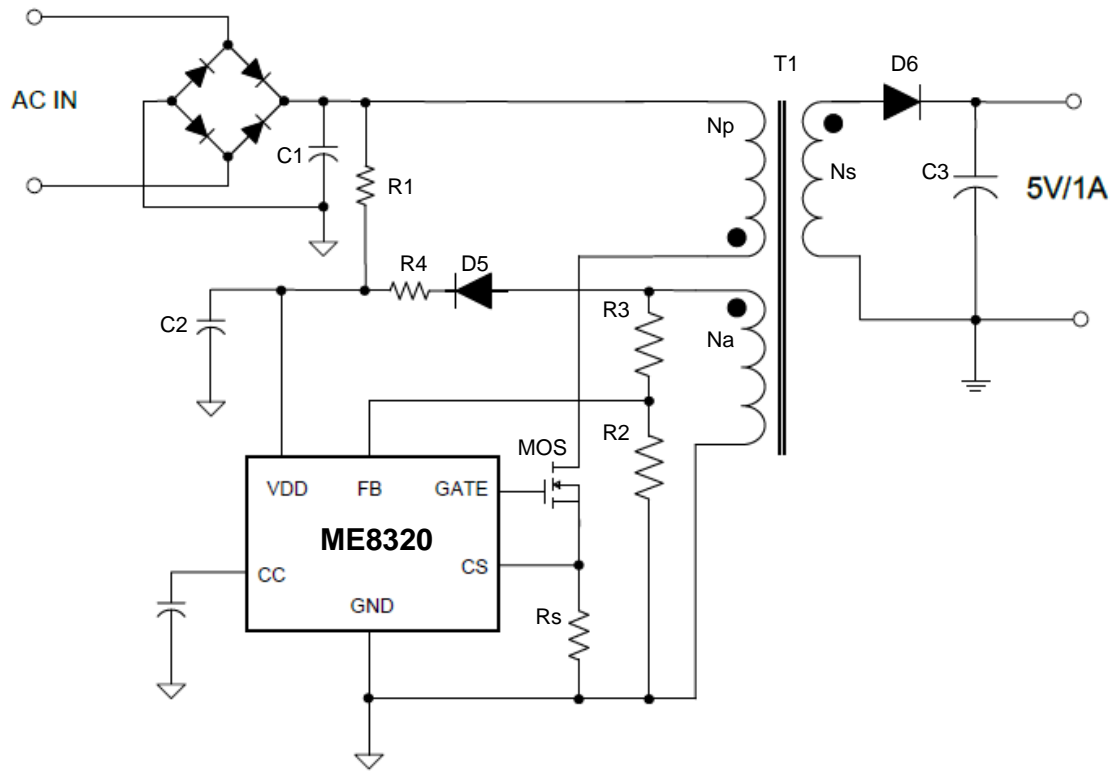 T1
D6
AC IN
Np
C1
R1
Ns
C3
5V/1A
R4
D5
R3
C2
Na
R2
MOS
VDD
FB
GATE
ME8320
CC
CS
GND
Rs